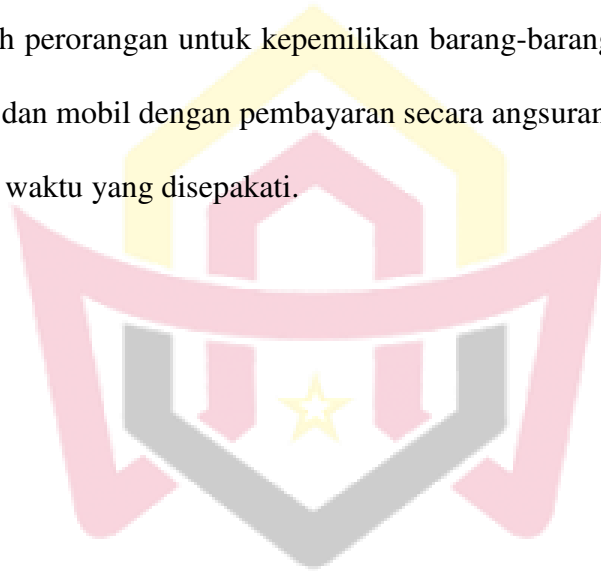 h perorangan untuk kepemilikan barang-barang
dan mobil dengan pembayaran secara angsuran
waktu yang disepakati.